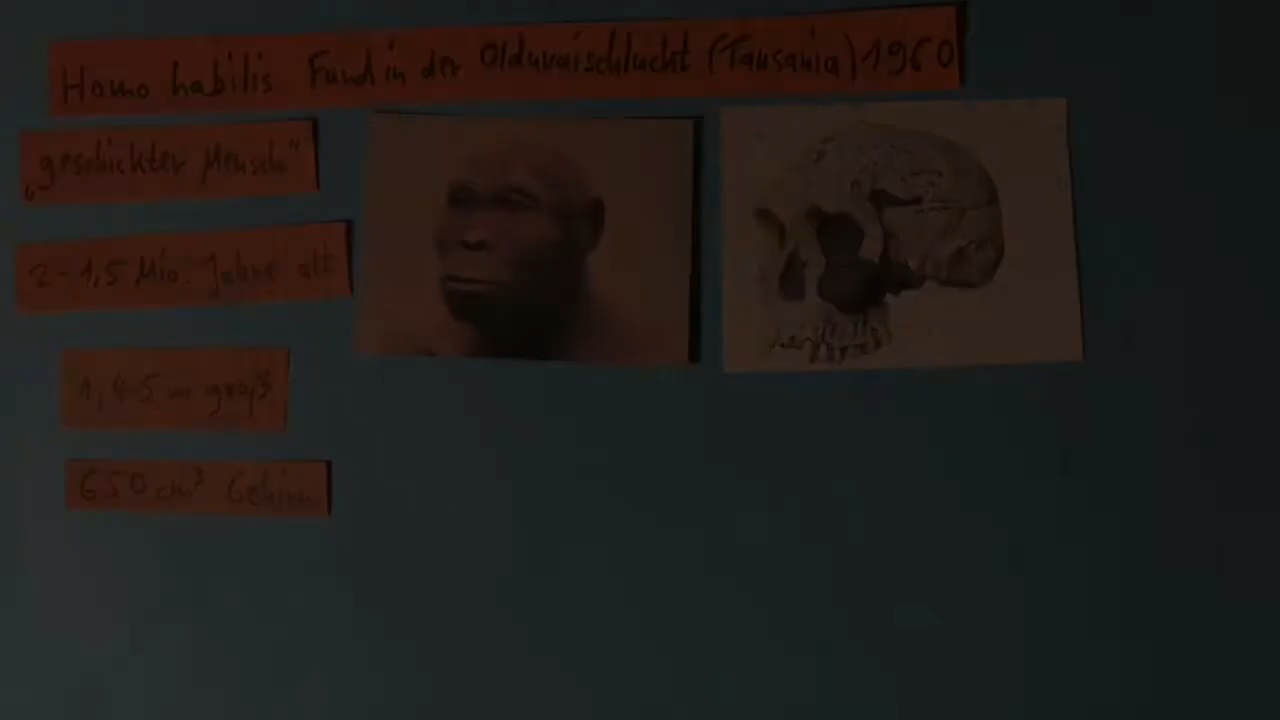 Homo habilis Fund in der Olduvaischlucht (Tansania) 1960
„geschickter Mensch"
2-1,5 Mio. Jahre alt
1,45 m groß
650 cm³ Gehirn